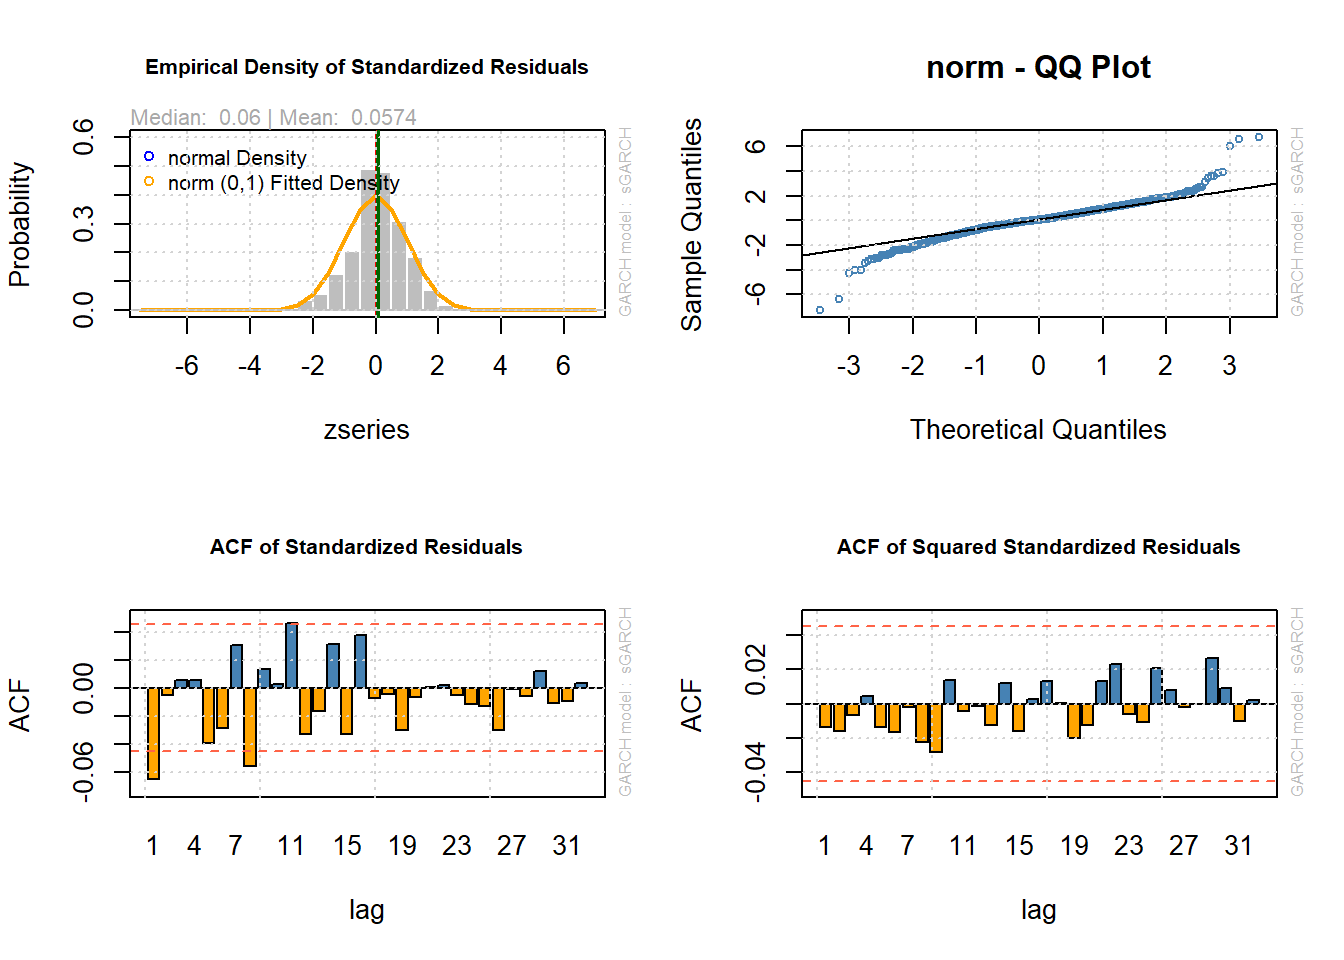 Empirical Density of Standardized Residuals
Median:  0.06 | Mean:  0.0574
normal Density
norm (0,1) Fitted Density
Probability
0.0
0.3
0.6
-6
-4
-2
0
2
4
6
zseries
GARCH model :  sGARCH
norm - QQ Plot
Sample Quantiles
6
2
-2
-6
-3
-2
-1
0
1
2
3
Theoretical Quantiles
GARCH model :  sGARCH
ACF of Standardized Residuals
ACF
0.00
-0.06
1
4
7
11
15
19
23
27
31
lag
GARCH model :  sGARCH
ACF of Squared Standardized Residuals
ACF
0.02
-0.04
1
4
7
11
15
19
23
27
31
lag
GARCH model :  sGARCH